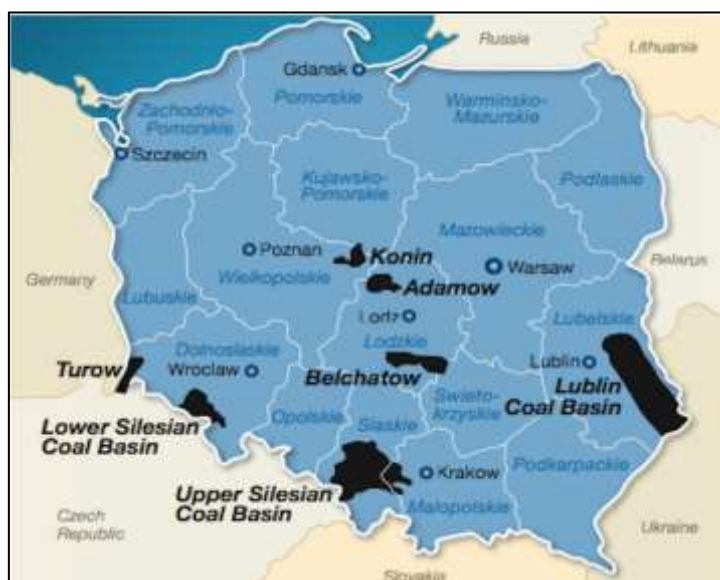 Russia
Lithuania
Gdansk
Pomorskie
Zachodnio-
Pomorskie
Warminsko-
Mazurskie
Szczecin
Kujawsko-
Pomorskie
Podlaskie
Mazowieckie
Poznan
Konin
Warsaw
Belarus
Germany
Wielkopolskie
Adamow
Lubuskie
Lubelskie
Dolnoslaskie
Lodzkie
Turow
Wroclaw
Belchatow
Lublin
Lublin
Coal Basin
Swieto-
krzyskie
Opolskie
Slaskie
Lower Silesian
Coal Basin
Upper Silesian
Coal Basin
Krakow
Podkarpackie
Malopolskie
Czech
Republic
Ukraine
Slovakia